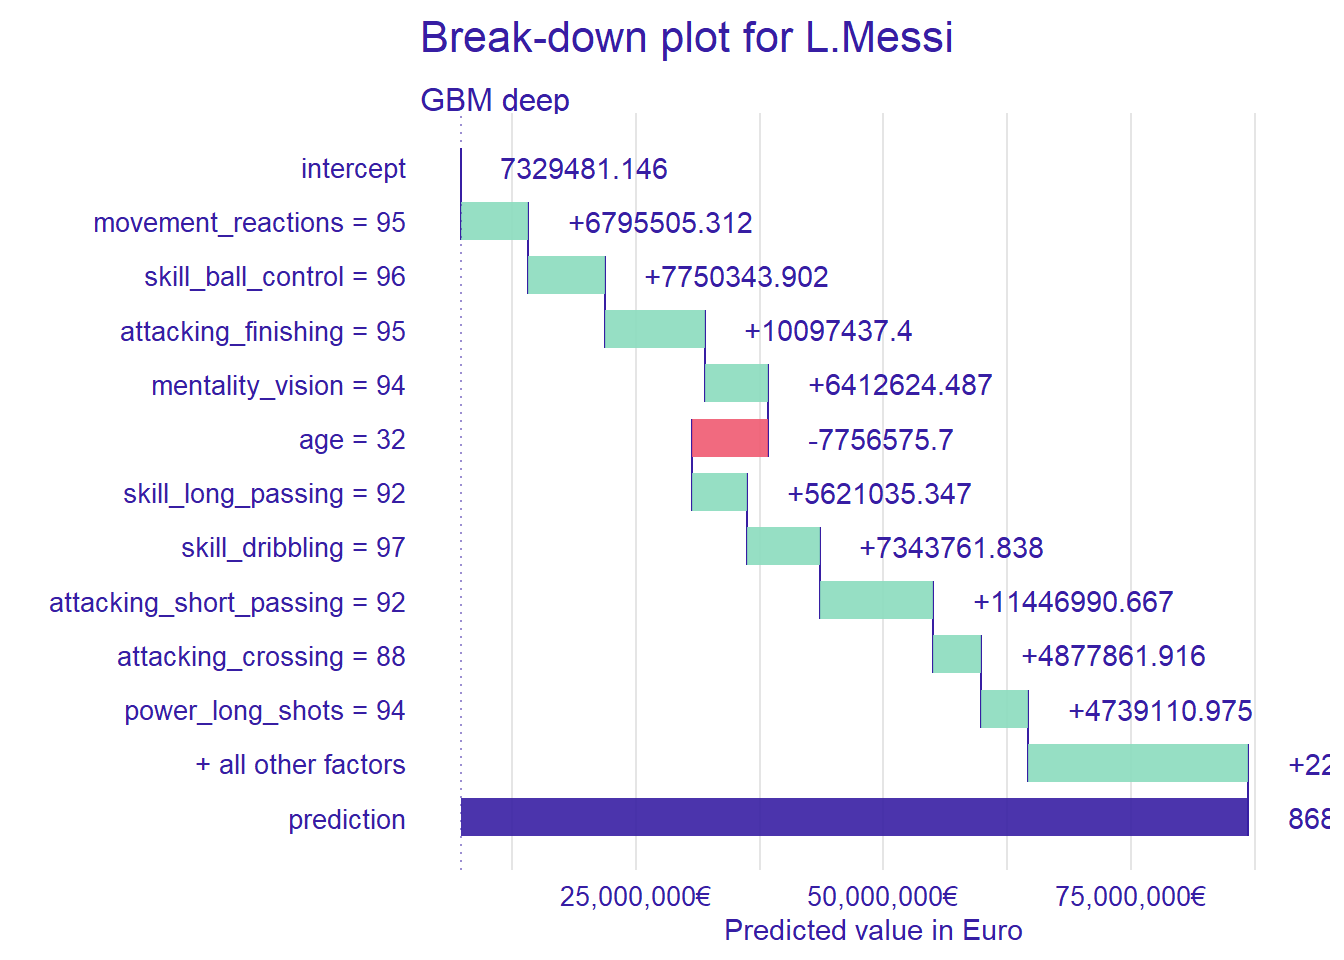 Break-down plot for L.Messi
GBM deep
intercept 7329481.146
movement_reactions = 95 +6795505.312
skill_ball_control = 96 +7750343.902
attacking_finishing = 95 +10097437.4
mentality_vision = 94 +6412624.487
age = 32 -7756575.7
skill_long_passing = 92 +5621035.347
skill_dribbling = 97 +7343761.838
attacking_short_passing = 92 +11446990.667
attacking_crossing = 88 +4877861.916
power_long_shots = 94 +4739110.975
+ all other factors +22
prediction 868
25,000,000€ 50,000,000€ 75,000,000€
Predicted value in Euro